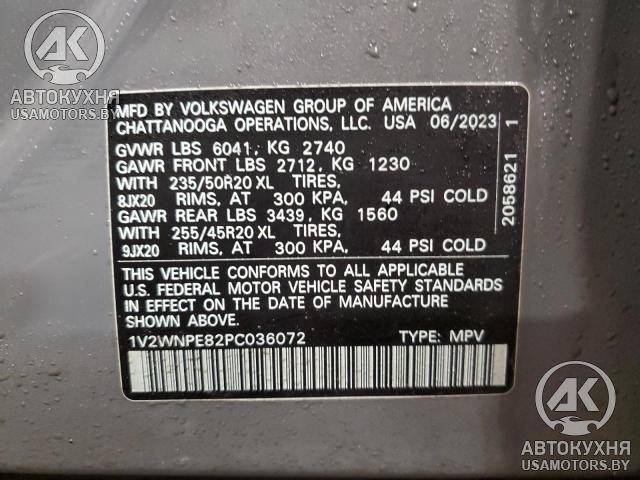 AK
АВТОКУХНЯ
USAMOTORS.BY
MFD BY VOLKSWAGEN GROUP OF AMERICA
CHATTANOOGA OPERATIONS, LLC. USA 06/2023
GVWR LBS 6041, KG 2740
GAWR FRONT LBS 2712, KG 1230
WITH 235/50R20 XL TIRES,
8JX20 RIMS, AT 300 KPA, 44 PSI COLD
GAWR REAR LBS 3439, KG 1560
WITH 255/45R20 XL TIRES,
9JX20 RIMS, AT 300 KPA, 44 PSI COLD
THIS VEHICLE CONFORMS TO ALL APPLICABLE
U.S. FEDERAL MOTOR VEHICLE SAFETY STANDARDS
IN EFFECT ON THE DATE OF MANUFACTURE
SHOWN ABOVE.
1V2WNPE82PC036072 TYPE: MPV
2058621 1
AK
АВТОКУХНЯ
USAMOTORS.BY